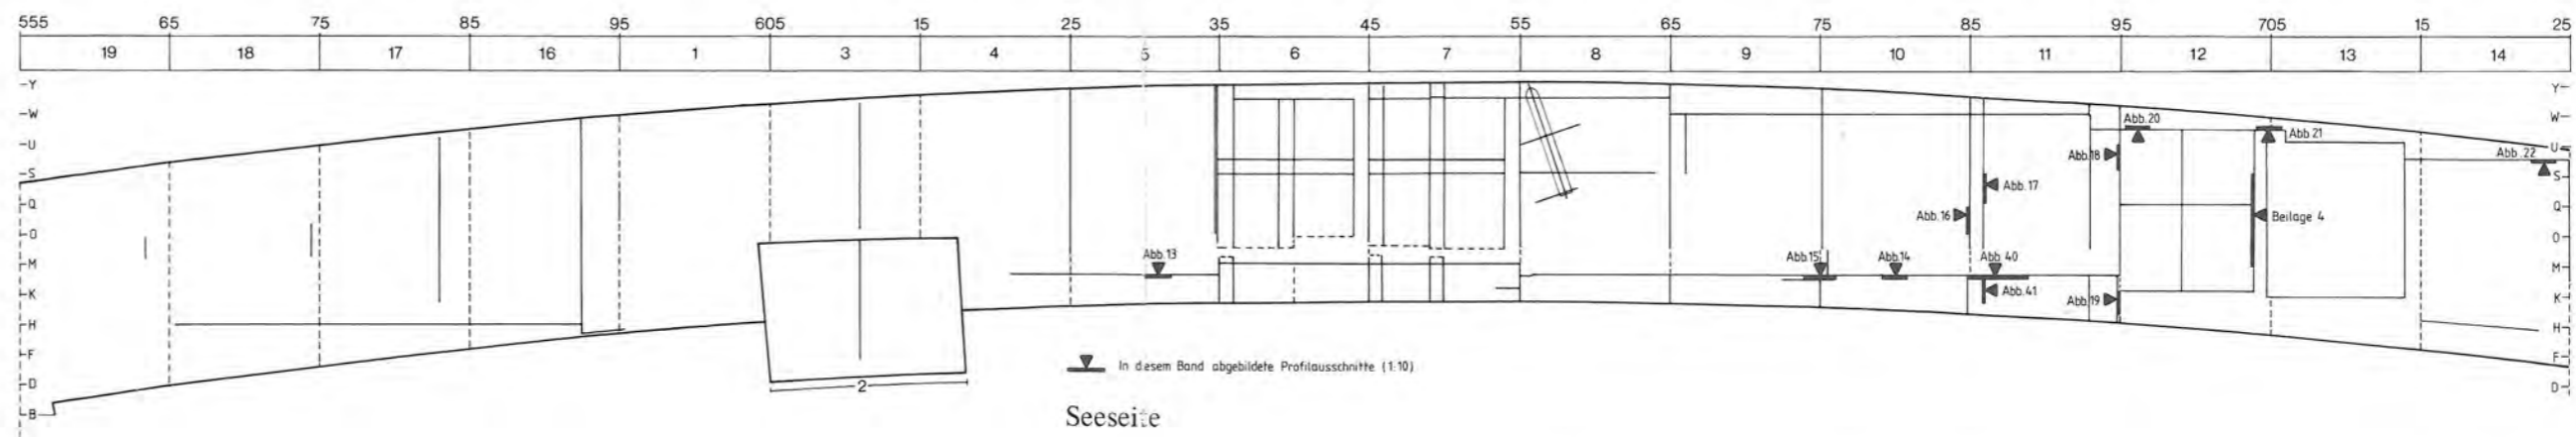 555 65 75 85 95 605 15 25 35 45 55 65 75 85 95 705 15 25
19 18 17 16 1 3 4 5 6 7 8 9 10 11 12 13 14
Y Y
W Abb.20 W
U Abb.21 U
Abb.18 Abb.22
S S
Abb.17
Q Abb.16 Beilage 4 Q
O O
Abb.13 Abb.15 Abb.14 Abb.40
M M
K Abb.41 Abb.19 K
H H
F F
In diesem Band abgebildete Profilausschnitte (1:10)
D 2 D
B
Seeseite